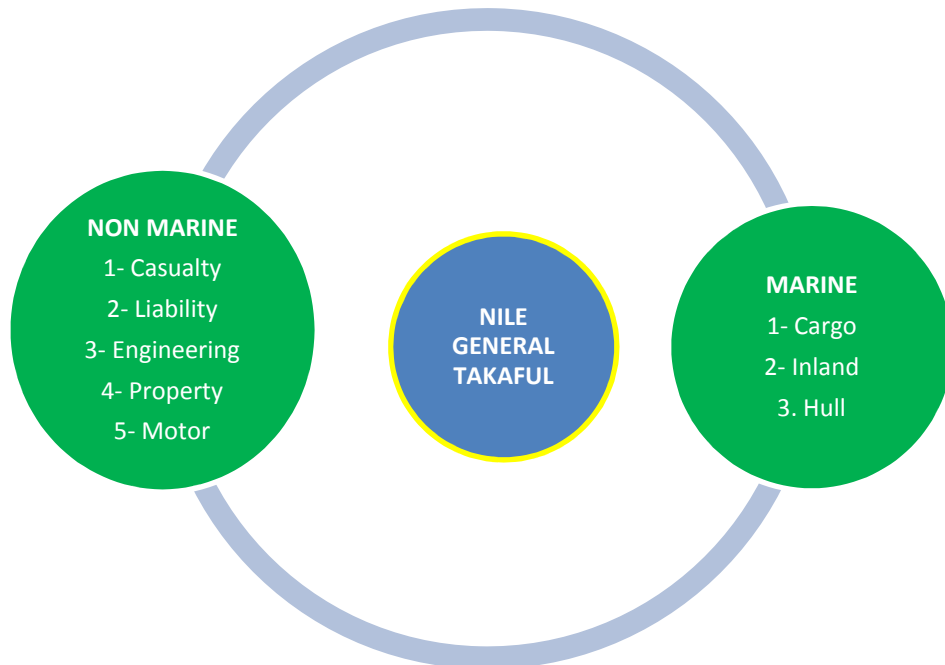 NON MARINE
1- Casualty
2- Liability
3- Engineering
4- Property
5- Motor
NILE
GENERAL
TAKAFUL
MARINE
1- Cargo
2- Inland
3. Hull